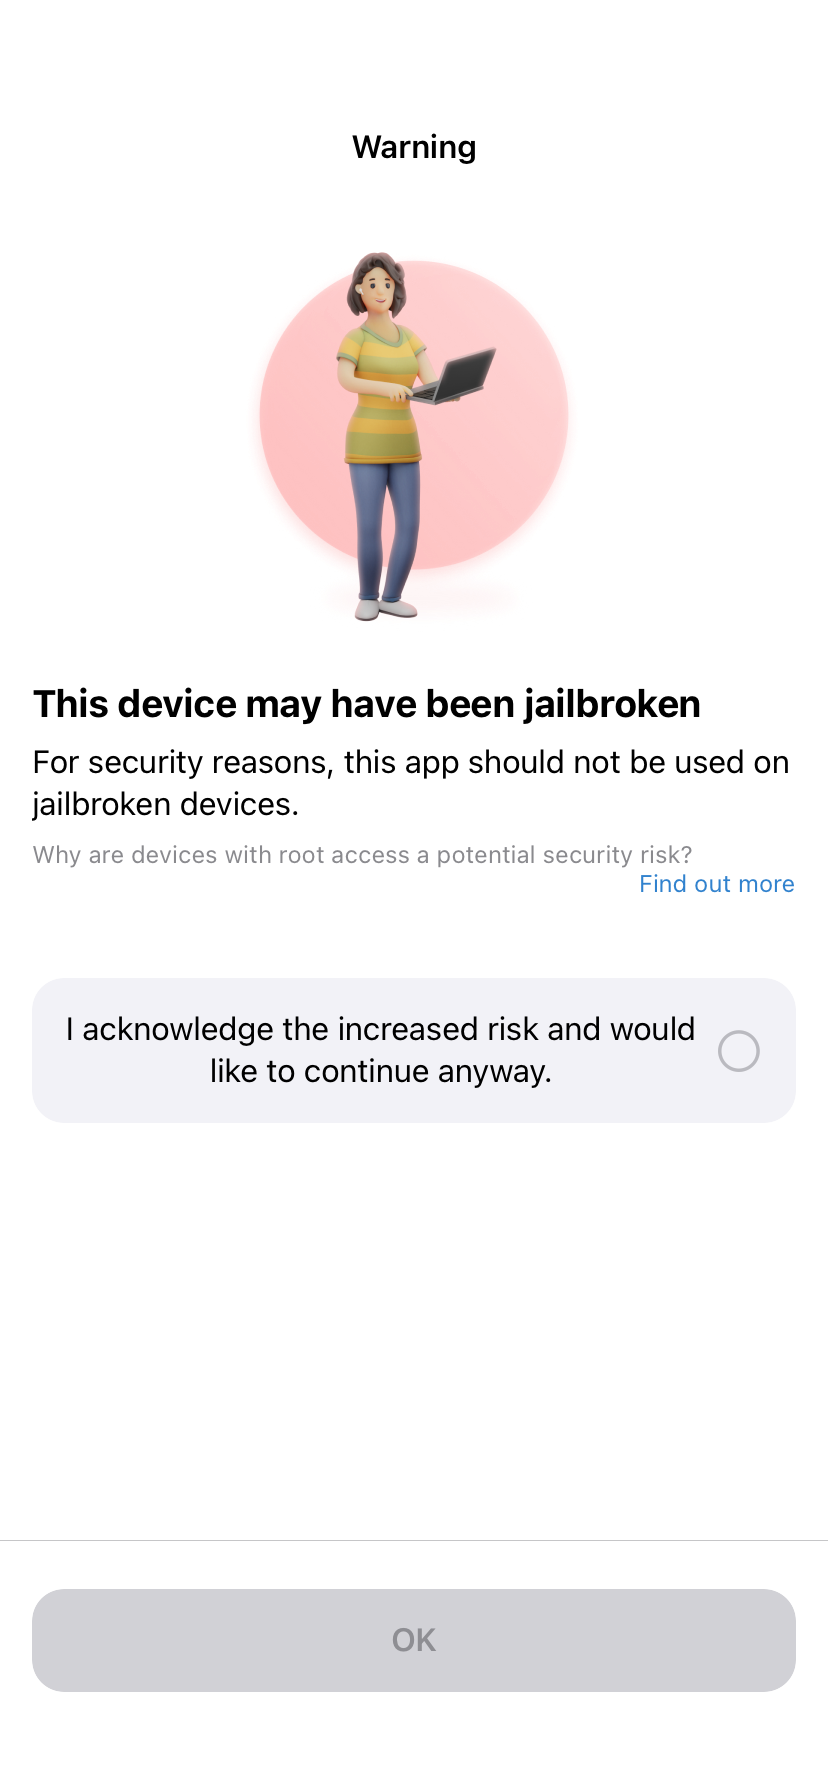 Warning
This device may have been jailbroken
For security reasons, this app should not be used on
jailbroken devices.
Why are devices with root access a potential security risk?
Find out more
I acknowledge the increased risk and would
like to continue anyway.
OK